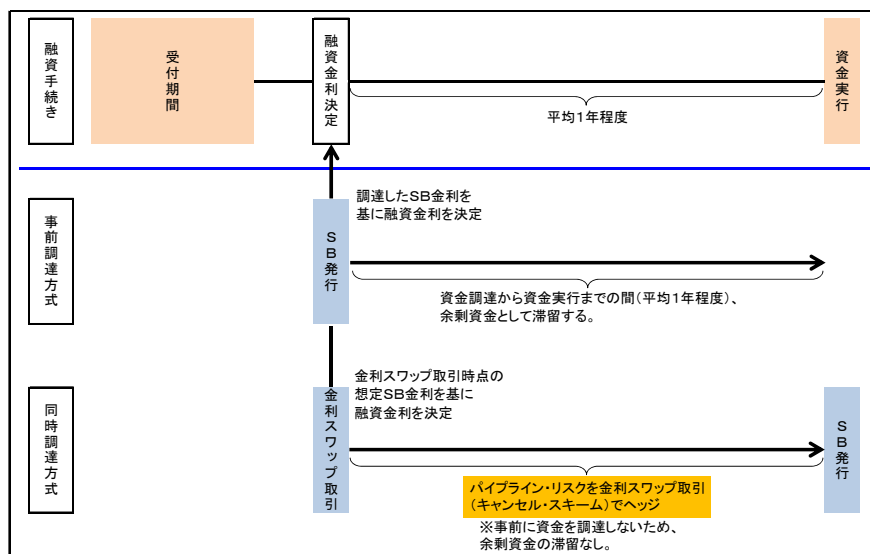 融資手続き
受付期間
融資金利決定
資金実行
平均1年程度
調達したSB金利を
基に融資金利を決定
事前調達方式
SB発行
資金調達から資金実行までの間(平均1年程度)、
余剰資金として滞留する。
金利スワップ取引時点の
想定SB金利を基に
融資金利を決定
同時調達方式
金利スワップ取引
SB発行
パイプライン・リスクを金利スワップ取引
(キャンセル・スキーム)でヘッジ
※事前に資金を調達しないため、
余剰資金の滞留なし。